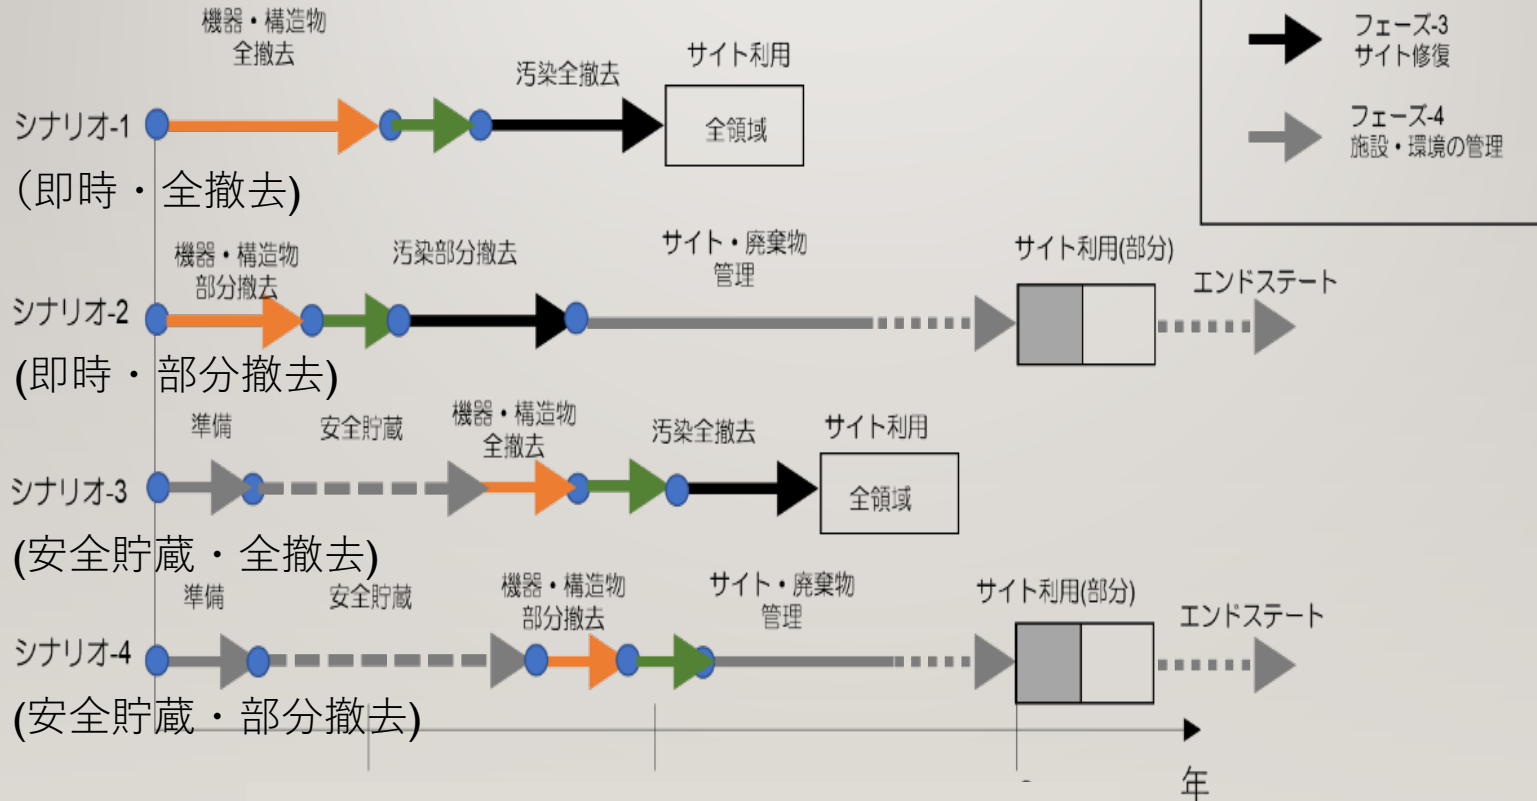 機器・構造物
全撤去
汚染全撤去
サイト利用
シナリオ-1
全領域
(即時・全撤去)
フェーズ-3
サイト修復
フェーズ-4
施設・環境の管理
機器・構造物
部分撤去
汚染部分撤去
サイト・廃棄物
管理
サイト利用(部分)
エンドステート
シナリオ-2
(即時・部分撤去)
準備
安全貯蔵
機器・構造物
全撤去
汚染全撤去
サイト利用
シナリオ-3
全領域
(安全貯蔵・全撤去)
準備
安全貯蔵
機器・構造物
部分撤去
サイト・廃棄物
管理
サイト利用(部分)
エンドステート
シナリオ-4
(安全貯蔵・部分撤去)
年